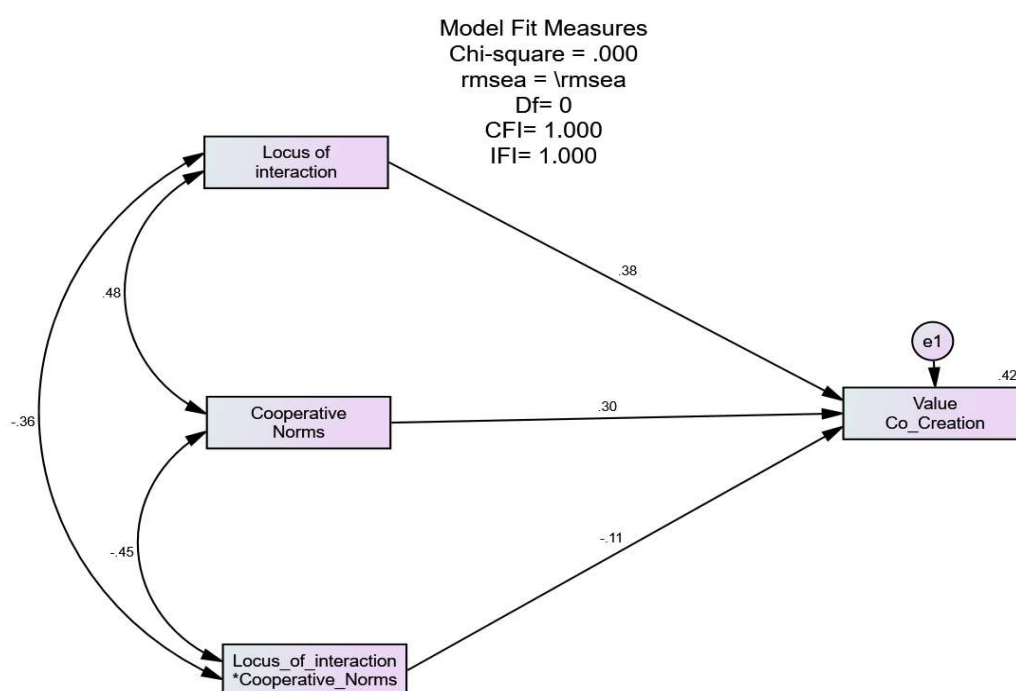 Model Fit Measures
Chi-square = .000
rmsea = \rmsea
Df= 0
CFI= 1.000
IFI= 1.000
Locus of
interaction
.38
.48
e1
.42
Value
Co_Creation
Cooperative
Norms
.30
-.36
-.45
-.11
Locus_of_interaction
*Cooperative_Norms